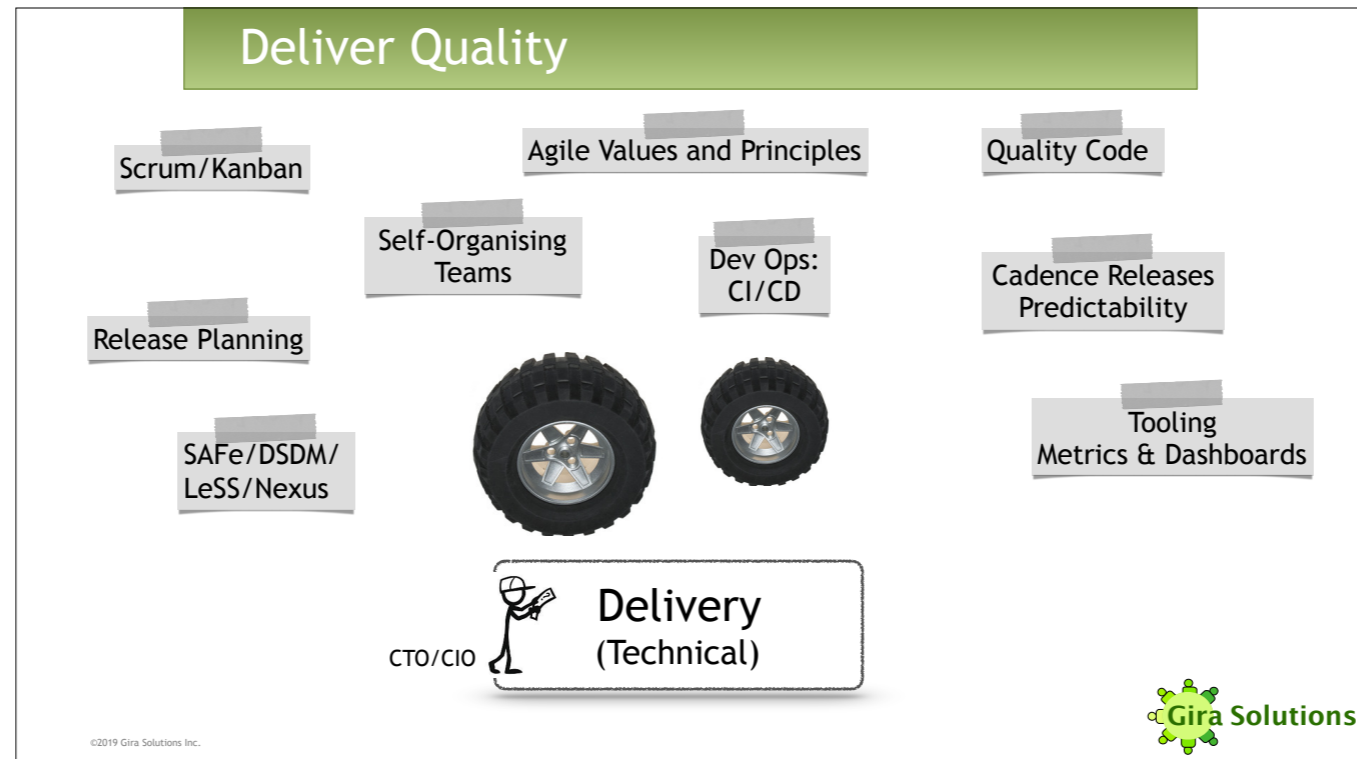 Deliver Quality
Scrum/Kanban
Agile Values and Principles
Quality Code
Self-Organising
Teams
Dev Ops:
CI/CD
Cadence Releases
Predictability
Release Planning
Tooling
Metrics & Dashboards
SAFe/DSDM/
LeSS/Nexus
Delivery
(Technical)
CTO/CIO
Gira Solutions
©2019 Gira Solutions Inc.